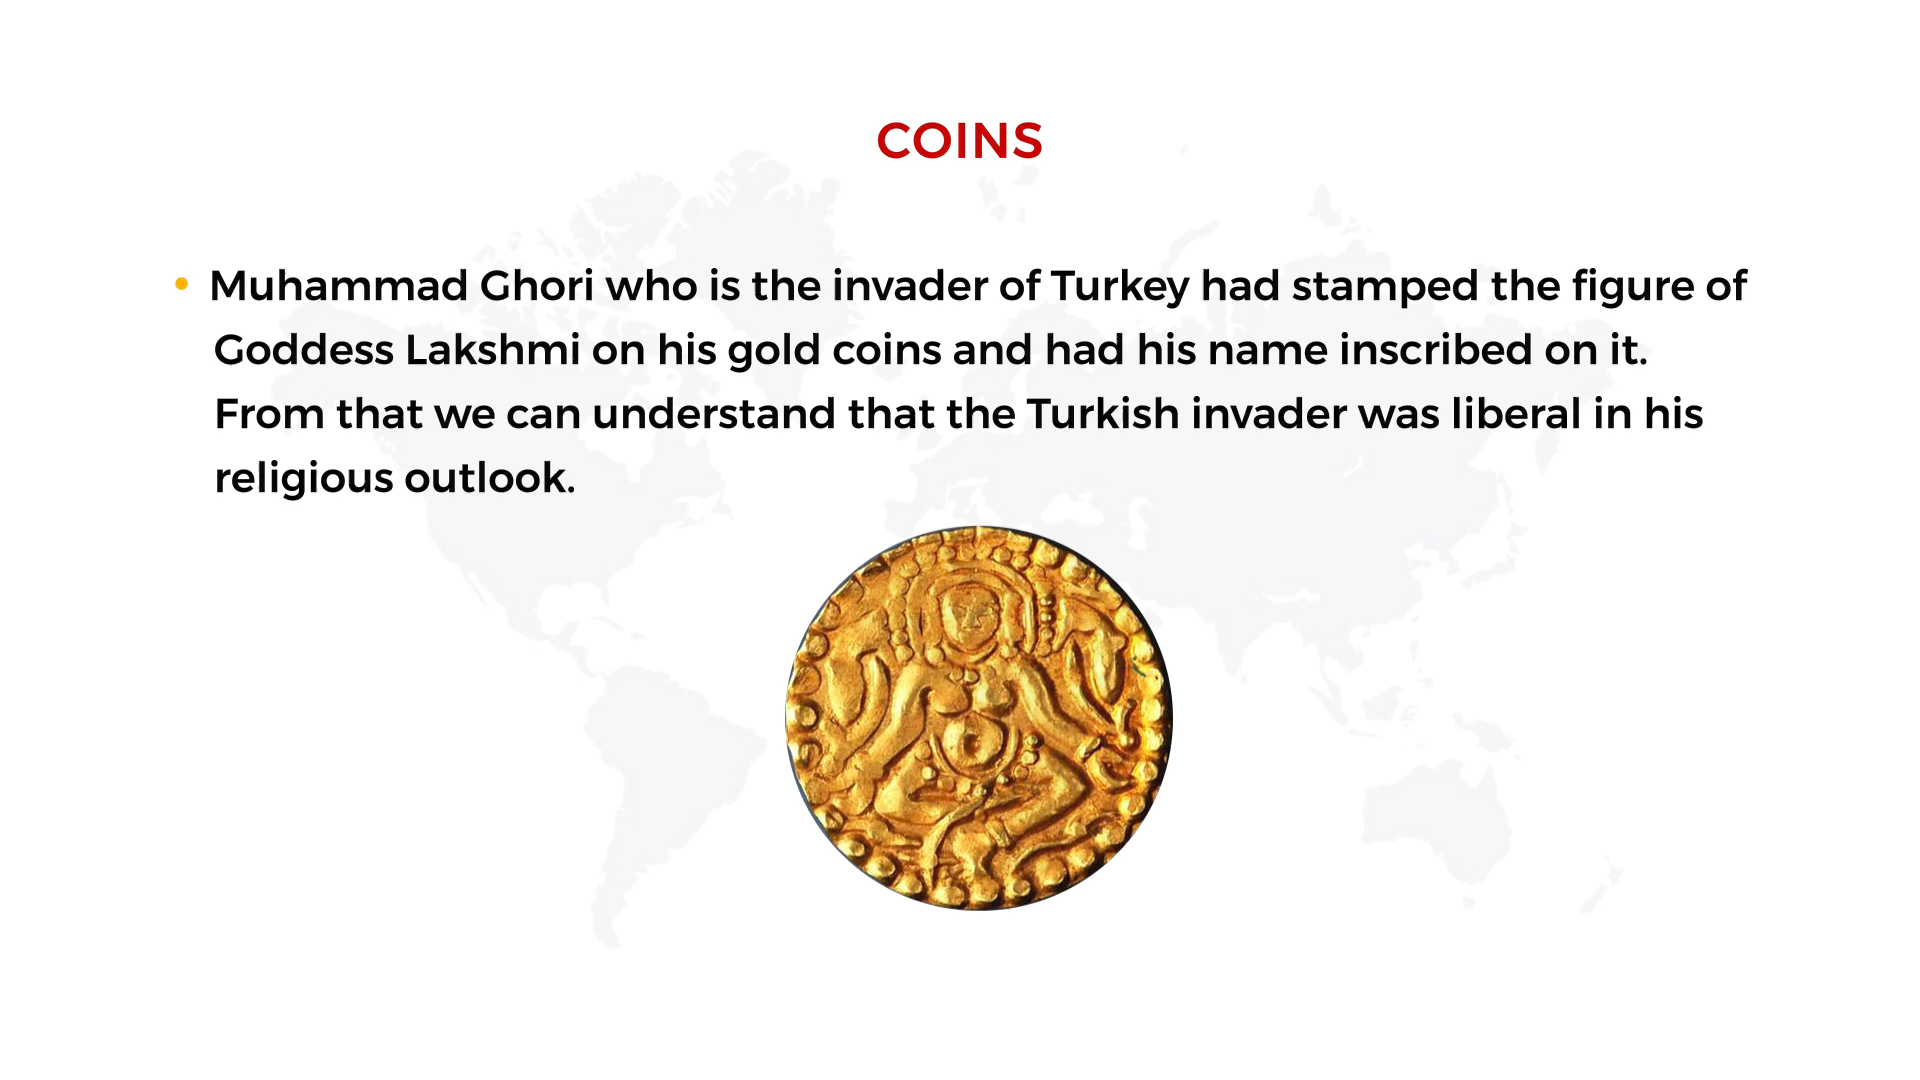 COINS
• Muhammad Ghori who is the invader of Turkey had stamped the figure of
Goddess Lakshmi on his gold coins and had his name inscribed on it.
From that we can understand that the Turkish invader was liberal in his
religious outlook.